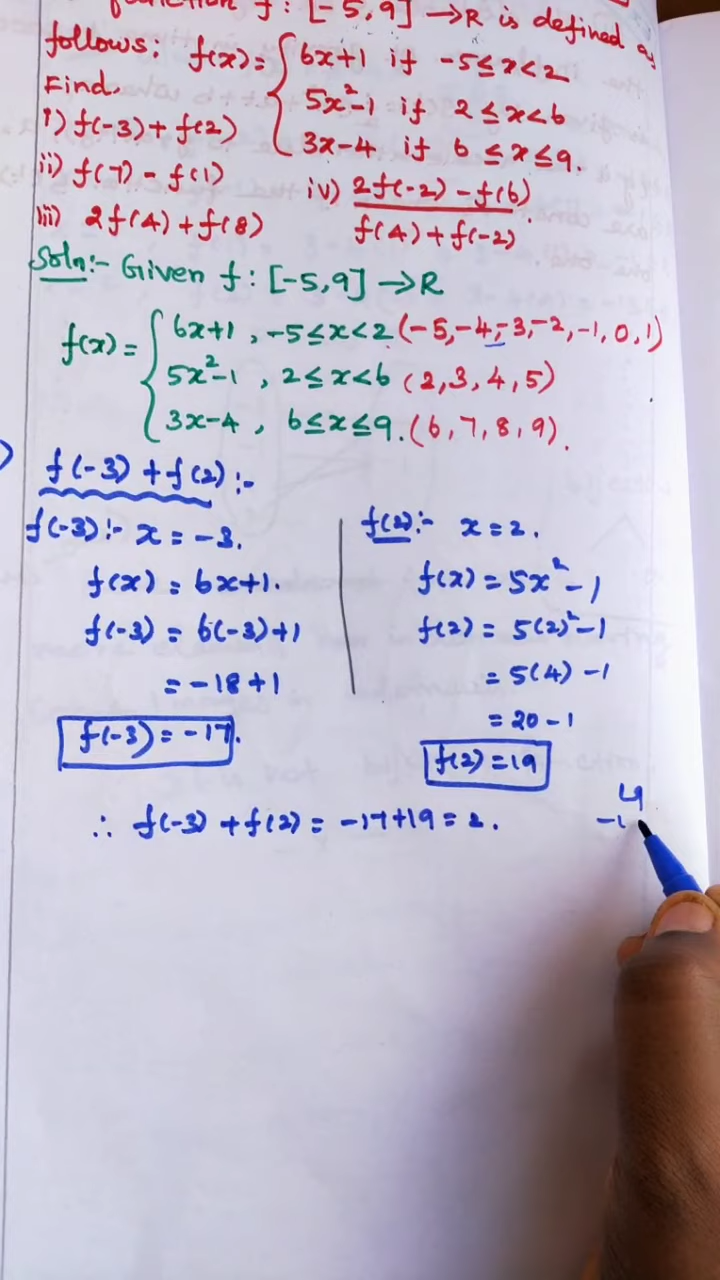 function f : [-5, 9] → R is defined as
follows: f(x) = { 6x+1 if -5 ≤ x < 2
Find. 5x²-1 if 2 ≤ x < 6
i) f(-3) + f(2) 3x-4 if 6 ≤ x ≤ 9.
ii) f(7) - f(1) iv) 2f(-2) - f(6)
iii) 2f(4) + f(8) f(4) + f(-2).
Soln:- Given f : [-5, 9] → R
f(x) = { 6x+1, -5 ≤ x < 2 (-5, -4, -3, -2, -1, 0, 1)
5x²-1, 2 ≤ x < 6 (2, 3, 4, 5)
3x-4, 6 ≤ x ≤ 9. (6, 7, 8, 9).
) f(-3) + f(2) :-
f(-3) :- x = -3.
f(x) = 6x+1.
f(-3) = 6(-3)+1
= -18+1
f(-3) = -17.
f(2):- x = 2.
f(x) = 5x²-1
f(2) = 5(2)²-1
= 5(4) -1
= 20-1
f(2) = 19
∴ f(-3) + f(2) = -17+19 = 2.
-1